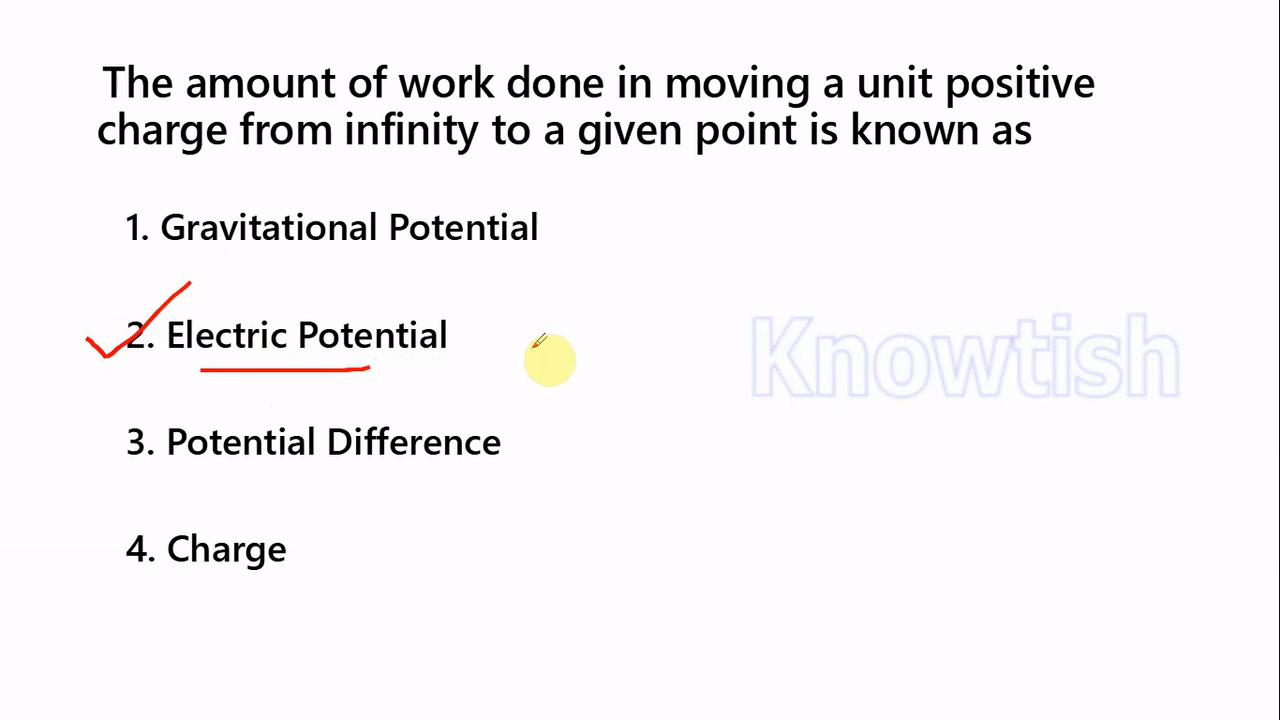 The amount of work done in moving a unit positive
charge from infinity to a given point is known as
1. Gravitational Potential
2. Electric Potential
Knowtish
3. Potential Difference
4. Charge